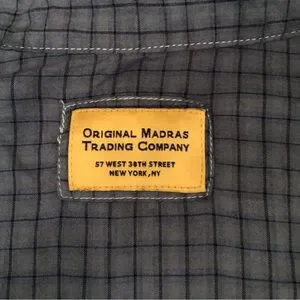 ORIGINAL MADRAS
TRADING COMPANY
57 WEST 38TH STREET
NEW YORK, NY